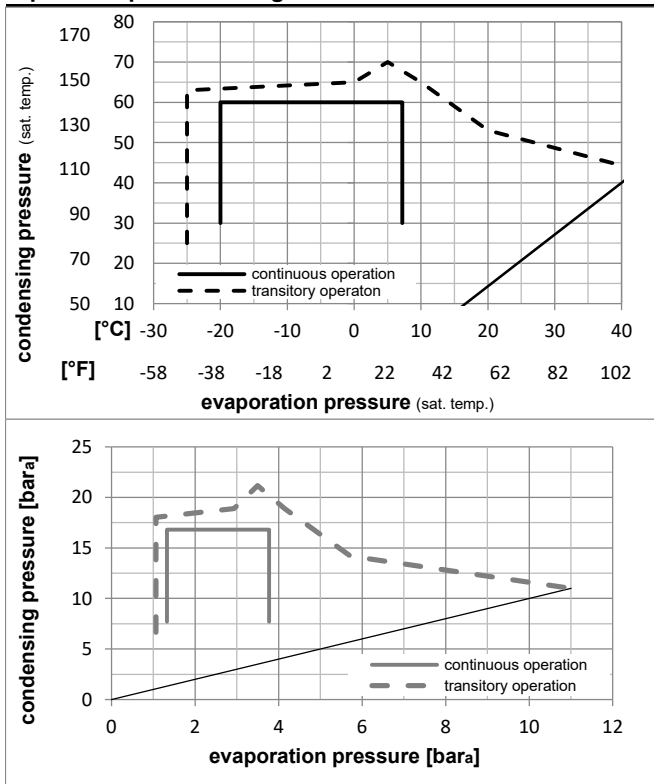 170 80
150 70
130 60
50
110 40
90 30
70 20
50 10
condensing pressure (sat. temp.)
continuous operation
transitory operaton
[°C] -30 -20 -10 0 10 20 30 40
[°F] -58 -38 -18 2 22 42 62 82 102
evaporation pressure (sat. temp.)
25
20
15
10
5
0
condensing pressure [bara]
continuous operation
transitory operation
0 2 4 6 8 10 12
evaporation pressure [bara]